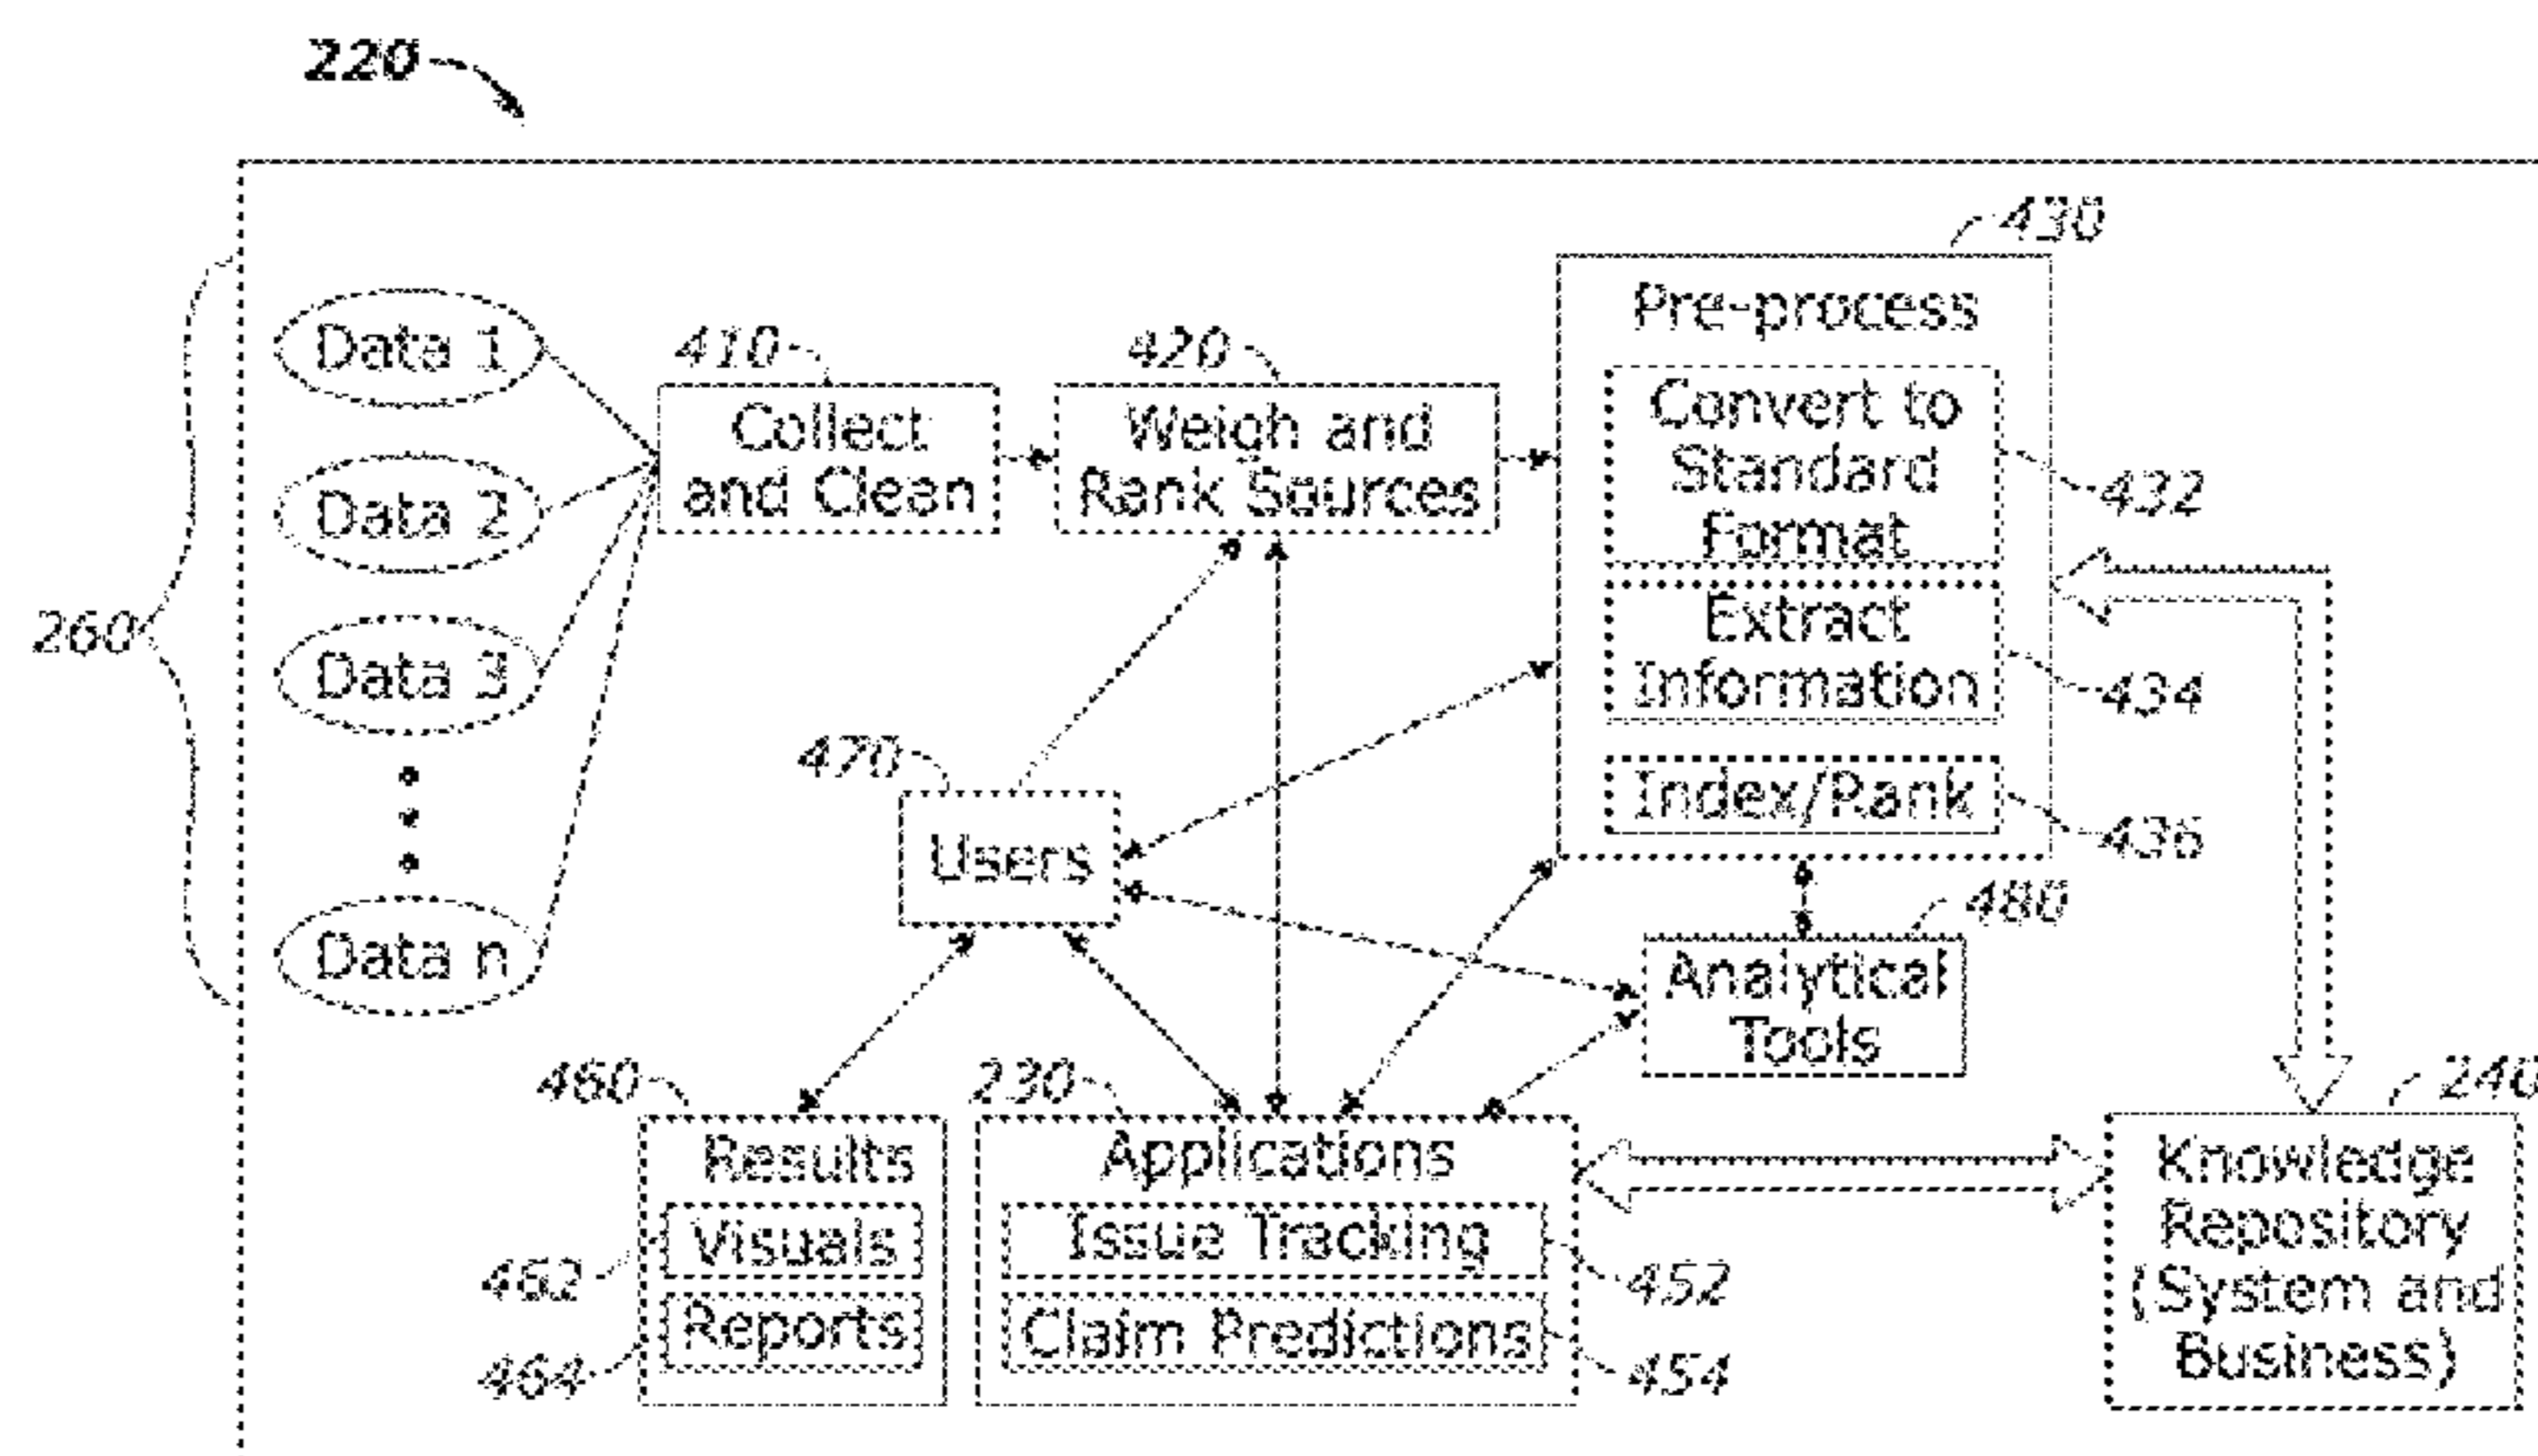 220
430
Pre-process
Data 1
410
420
Collect
and Clean
Weigh and
Rank Sources
Convert to
Standard
Format
432
Data 2
260
Data 3
Extract
Information
434
470
Users
Index/Rank
436
480
Data n
Analytical
Tools
460
230
240
Results
Visuals
462
Reports
464
Applications
Issue Tracking
452
Claim Predictions
454
Knowledge
Repository
(System and
Business)